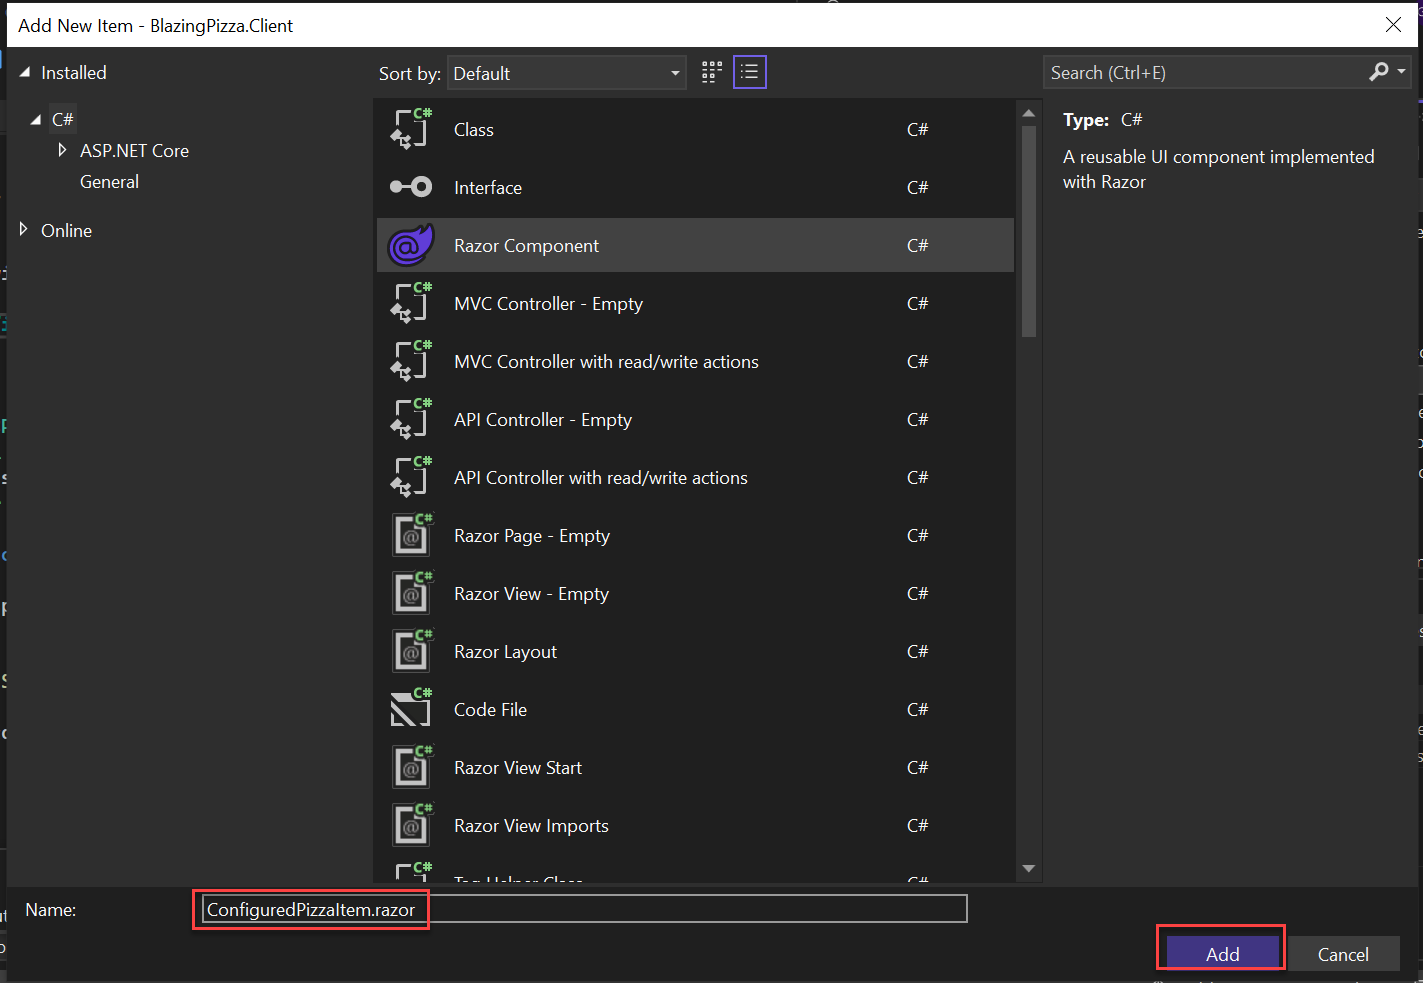 Add New Item - BlazingPizza.Client
Installed
C#
ASP.NET Core
General
Online
Sort by: Default
Search (Ctrl+E)
Class C#
Interface C#
Razor Component C#
MVC Controller - Empty C#
MVC Controller with read/write actions C#
API Controller - Empty C#
API Controller with read/write actions C#
Razor Page - Empty C#
Razor View - Empty C#
Razor Layout C#
Code File C#
Razor View Start C#
Razor View Imports C#
Tag Helper Class C#
Type: C#
A reusable UI component implemented
with Razor
Name: ConfiguredPizzaItem.razor
Add Cancel